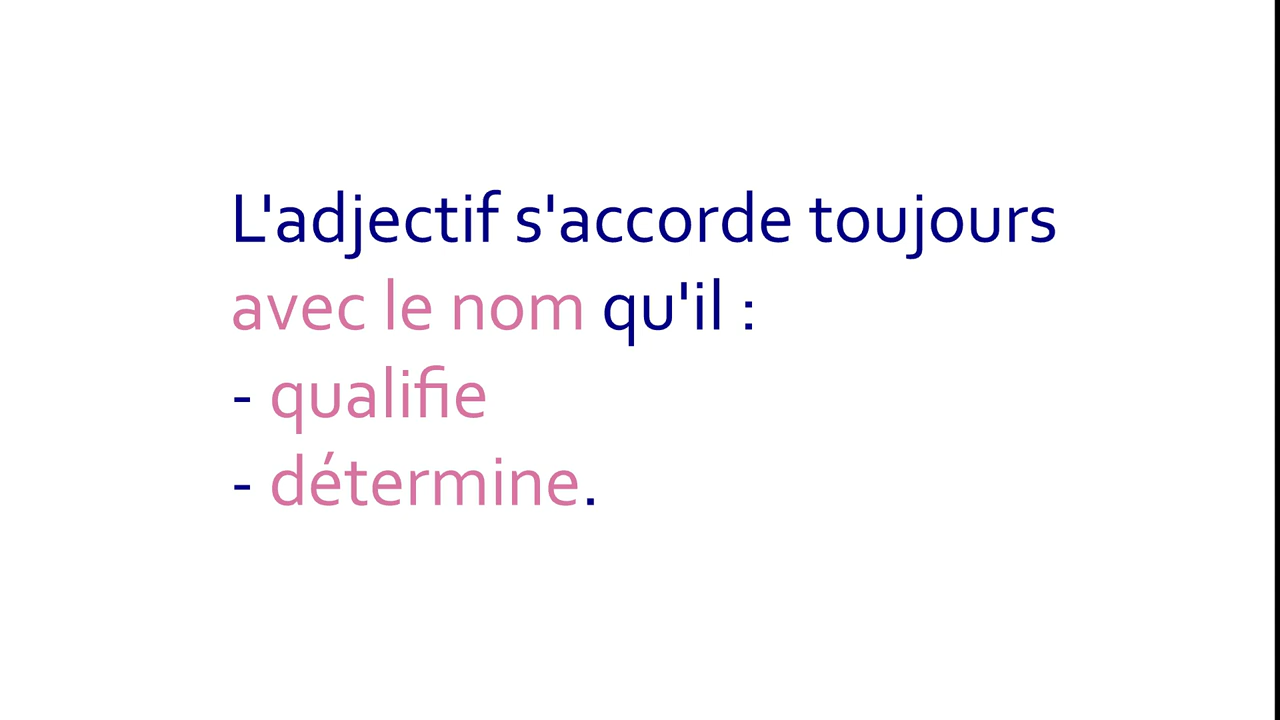 L'adjectif s'accorde toujours
avec le nom qu'il :
- qualifie
- détermine.